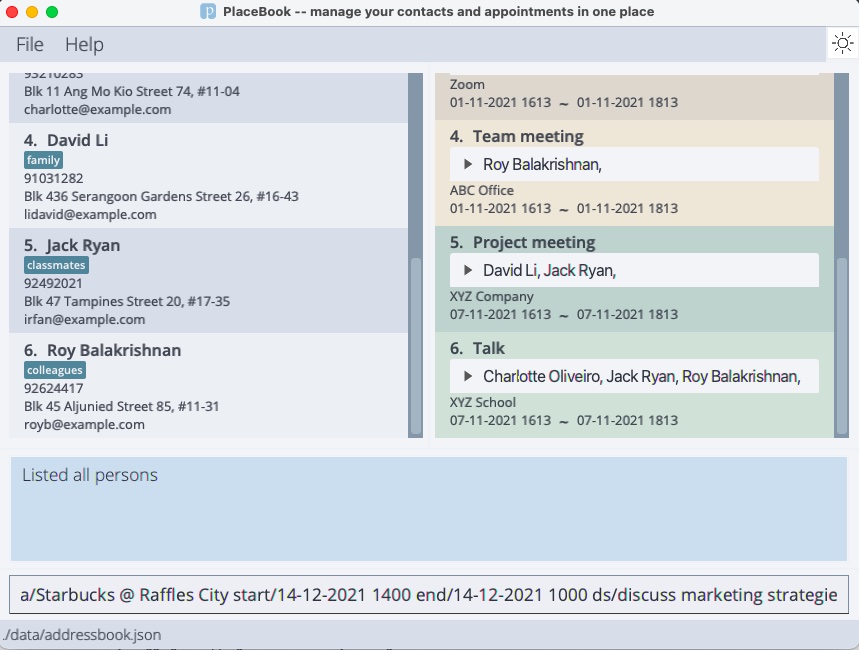 PlaceBook -- manage your contacts and appointments in one place
File Help
93210283
Blk 11 Ang Mo Kio Street 74, #11-04
charlotte@example.com
4. David Li
family
91031282
Blk 436 Serangoon Gardens Street 26, #16-43
lidavid@example.com
5. Jack Ryan
classmates
92492021
Blk 47 Tampines Street 20, #17-35
irfan@example.com
6. Roy Balakrishnan
colleagues
92624417
Blk 45 Aljunied Street 85, #11-31
royb@example.com
Zoom
01-11-2021 1613 ~ 01-11-2021 1813
4. Team meeting
Roy Balakrishnan,
ABC Office
01-11-2021 1613 ~ 01-11-2021 1813
5. Project meeting
David Li, Jack Ryan,
XYZ Company
07-11-2021 1613 ~ 07-11-2021 1813
6. Talk
Charlotte Oliveiro, Jack Ryan, Roy Balakrishnan,
XYZ School
07-11-2021 1613 ~ 07-11-2021 1813
Listed all persons
a/Starbucks @ Raffles City start/14-12-2021 1400 end/14-12-2021 1000 ds/discuss marketing strategie
./data/addressbook.json